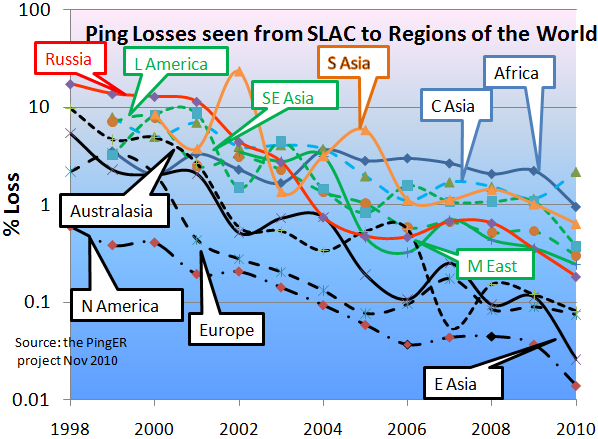 Ping Losses seen from SLAC to Regions of the World
100
10
1
0.1
0.01
% Loss
Russia
L America
S Asia
Africa
SE Asia
C Asia
Australasia
M East
N America
Europe
E Asia
Source: the PingER
project Nov 2010
1998 2000 2002 2004 2006 2008 2010